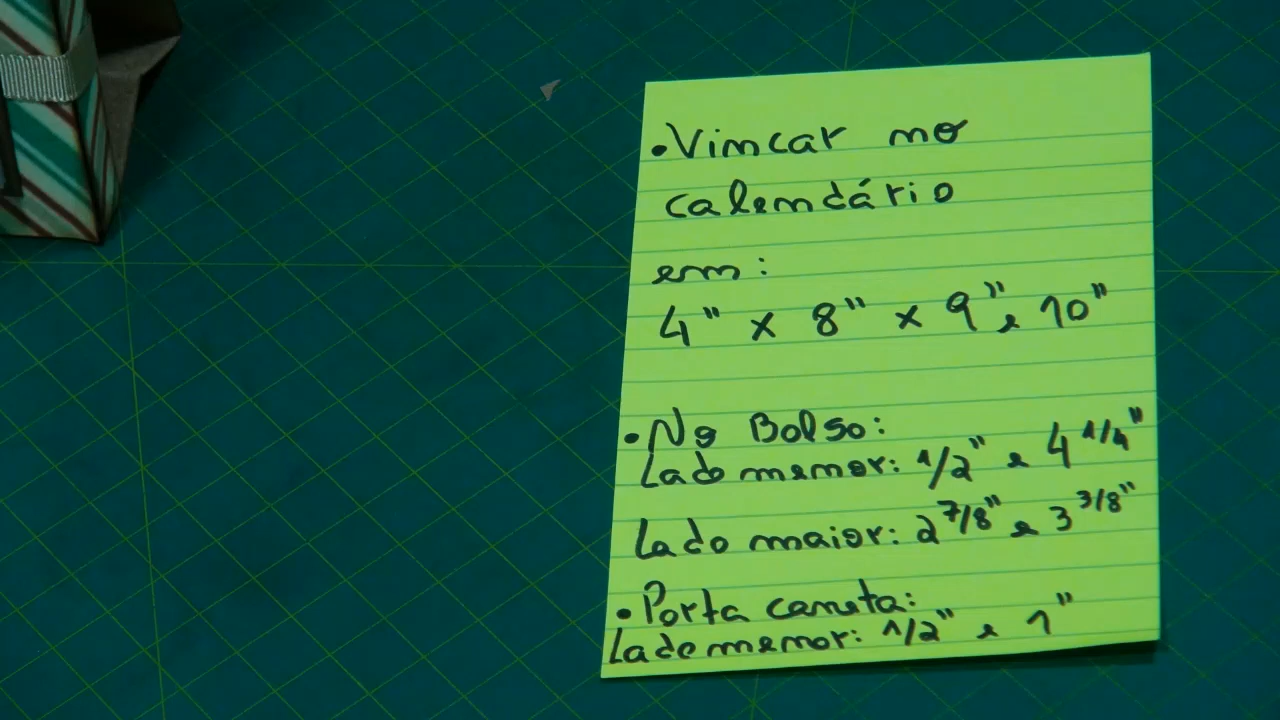 •Vincar no
calendário
em:
4" x 8" x 9" e 10"
•No Bolso:
Lado menor: 1/2" e 4 1/4"
Lado maior: 2 7/8" e 3 3/8"
•Porta caneta:
Lado menor: 1/2" e 1"